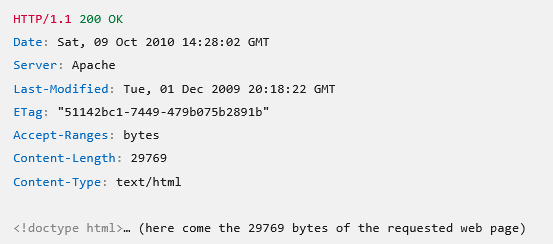 HTTP/1.1 200 OK
Date: Sat, 09 Oct 2010 14:28:02 GMT
Server: Apache
Last-Modified: Tue, 01 Dec 2009 20:18:22 GMT
ETag: "51142bc1-7449-479b075b2891b"
Accept-Ranges: bytes
Content-Length: 29769
Content-Type: text/html

<!doctype html>… (here come the 29769 bytes of the requested web page)